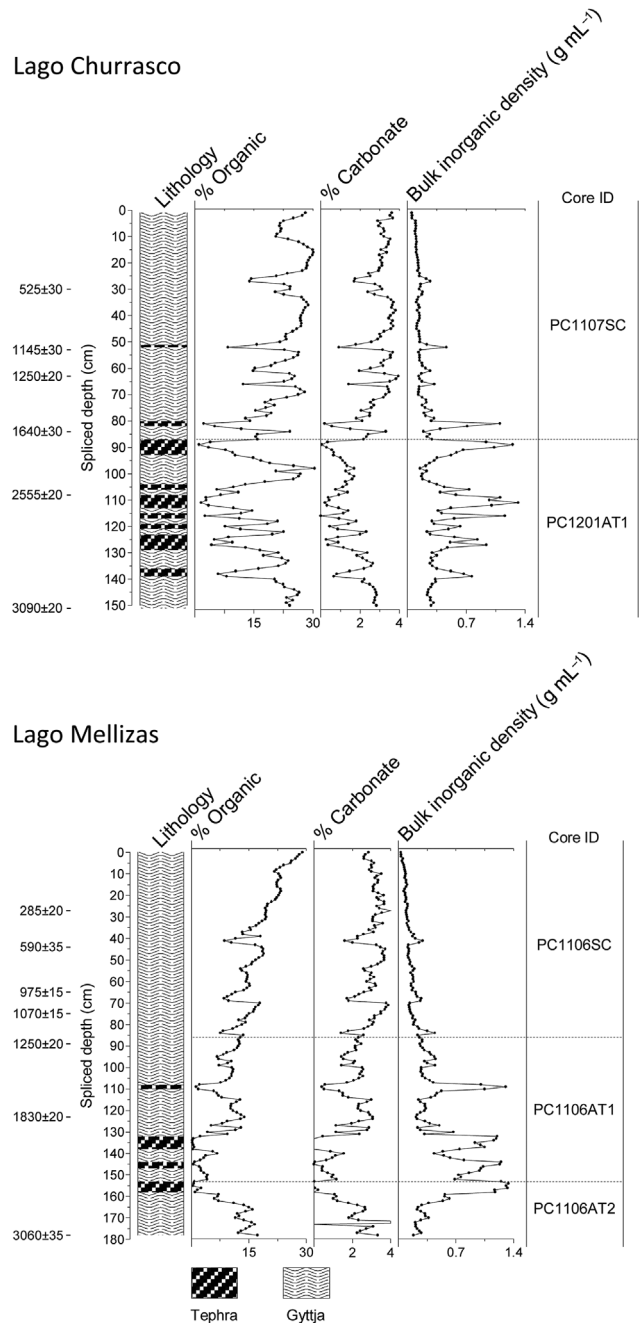 Lago Churrasco
Lithology
% Organic
% Carbonate
Bulk inorganic density (g mL⁻¹)
Core ID
Spliced depth (cm)
0
10
20
30
40
50
60
70
80
90
100
110
120
130
140
150
525±30
1145±30
1250±20
1640±30
2555±20
3090±20
15
30
2
4
0.7
1.4
PC1107SC
PC1201AT1
Lago Mellizas
Lithology
% Organic
% Carbonate
Bulk inorganic density (g mL⁻¹)
Core ID
Spliced depth (cm)
0
10
20
30
40
50
60
70
80
90
100
110
120
130
140
150
160
170
180
285±20
590±35
975±15
1070±15
1250±20
1830±20
3060±35
15
30
2
4
0.7
1.4
PC1106SC
PC1106AT1
PC1106AT2
Tephra
Gyttja